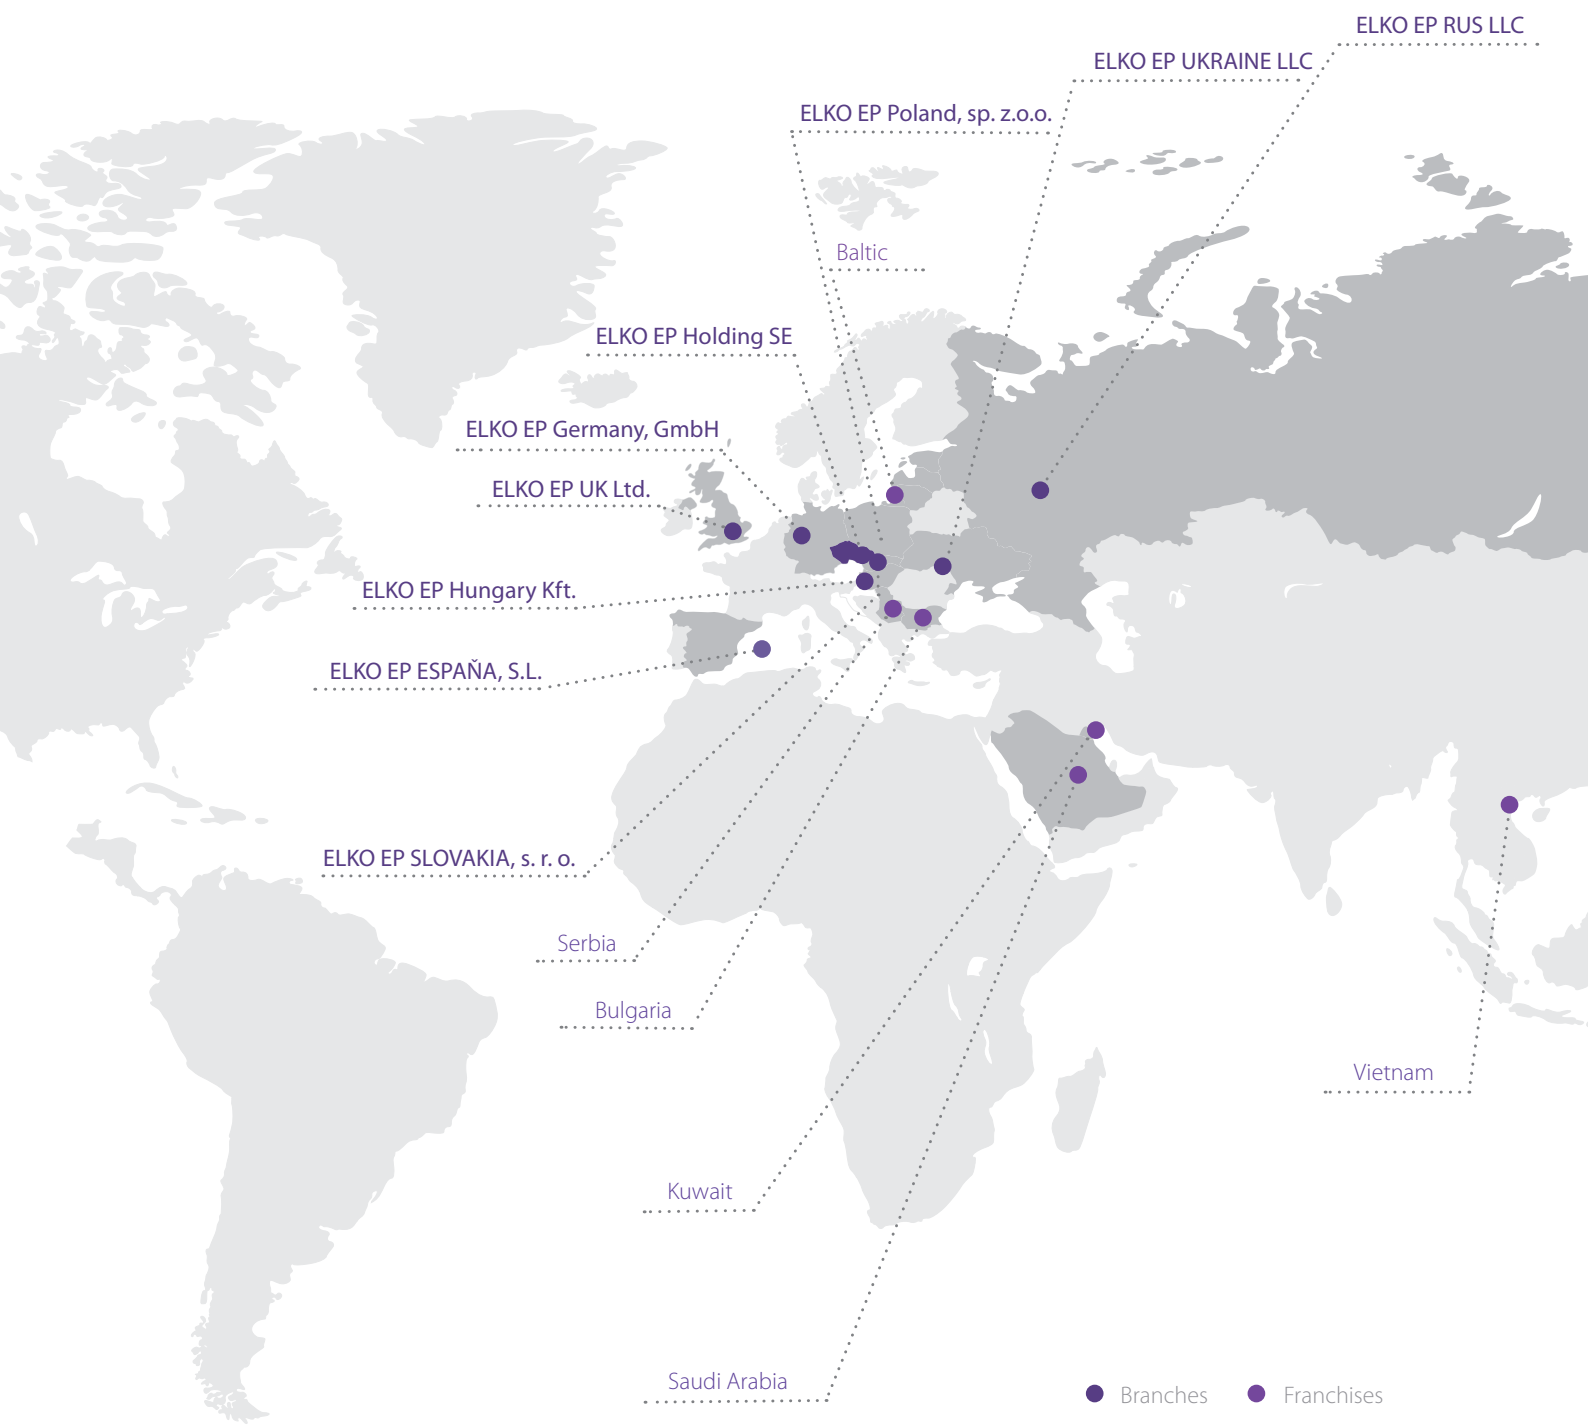 ELKO EP RUS LLC
ELKO EP UKRAINE LLC
ELKO EP Poland, sp. z.o.o.
Baltic
ELKO EP Holding SE
ELKO EP Germany, GmbH
ELKO EP UK Ltd.
ELKO EP Hungary Kft.
ELKO EP ESPAŇA, S.L.
ELKO EP SLOVAKIA, s. r. o.
Serbia
Bulgaria
Vietnam
Kuwait
Saudi Arabia
Branches
Franchises